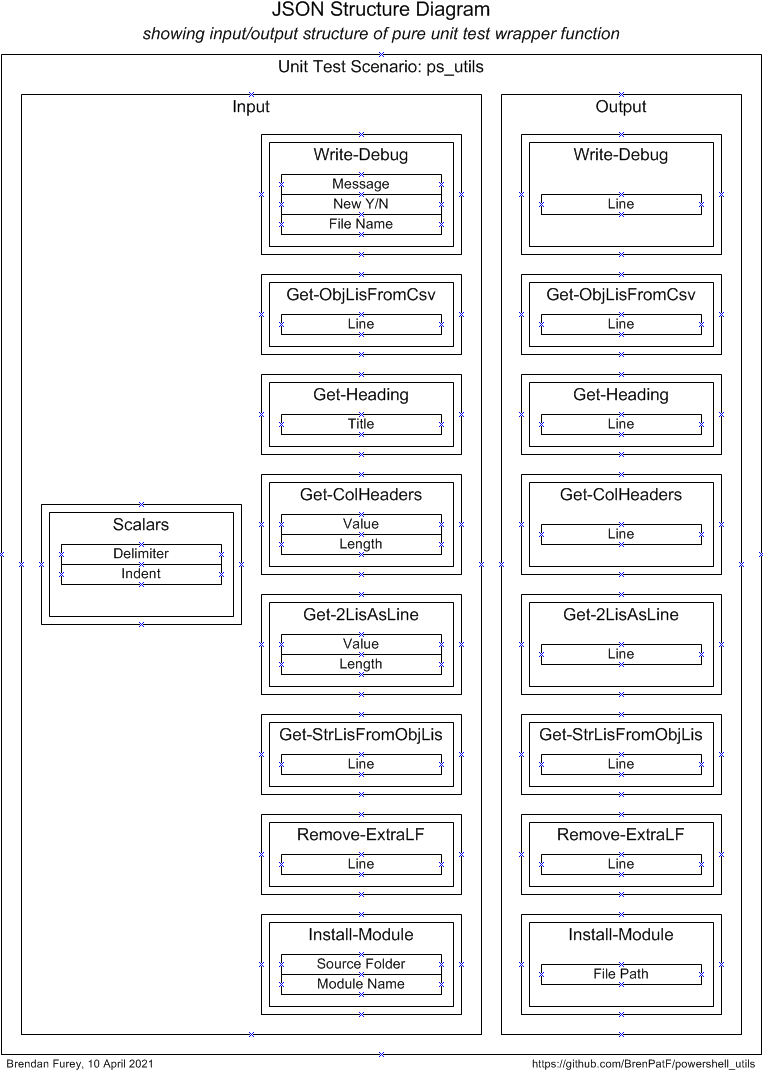 JSON Structure Diagram
showing input/output structure of pure unit test wrapper function
Unit Test Scenario: ps_utils
Input
Scalars
Delimiter
Indent
Write-Debug
Message
New Y/N
File Name
Get-ObjLisFromCsv
Line
Get-Heading
Title
Get-ColHeaders
Value
Length
Get-2LisAsLine
Value
Length
Get-StrLisFromObjLis
Line
Remove-ExtraLF
Line
Install-Module
Source Folder
Module Name
Output
Write-Debug
Line
Get-ObjLisFromCsv
Line
Get-Heading
Line
Get-ColHeaders
Line
Get-2LisAsLine
Line
Get-StrLisFromObjLis
Line
Remove-ExtraLF
Line
Install-Module
File Path
Brendan Furey, 10 April 2021
https://github.com/BrenPatF/powershell_utils